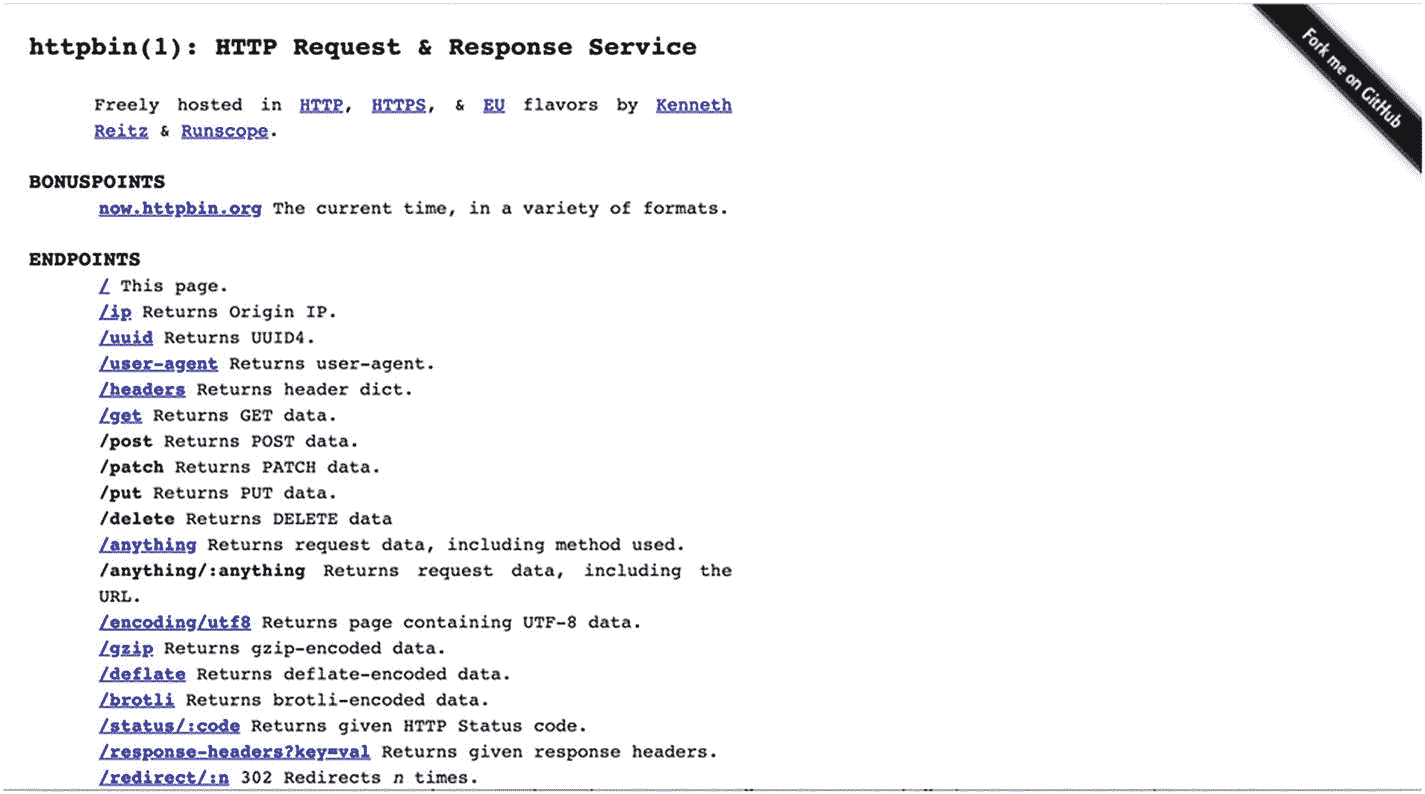 httpbin(1): HTTP Request & Response Service
Fork me on GitHub
Freely hosted in HTTP, HTTPS, & EU flavors by Kenneth
Reitz & Runscope.
BONUSPOINTS
now.httpbin.org The current time, in a variety of formats.
ENDPOINTS
/ This page.
/ip Returns Origin IP.
/uuid Returns UUID4.
/user-agent Returns user-agent.
/headers Returns header dict.
/get Returns GET data.
/post Returns POST data.
/patch Returns PATCH data.
/put Returns PUT data.
/delete Returns DELETE data
/anything Returns request data, including method used.
/anything/:anything Returns request data, including the
URL.
/encoding/utf8 Returns page containing UTF-8 data.
/gzip Returns gzip-encoded data.
/deflate Returns deflate-encoded data.
/brotli Returns brotli-encoded data.
/status/:code Returns given HTTP Status code.
/response-headers?key=val Returns given response headers.
/redirect/:n 302 Redirects n times.